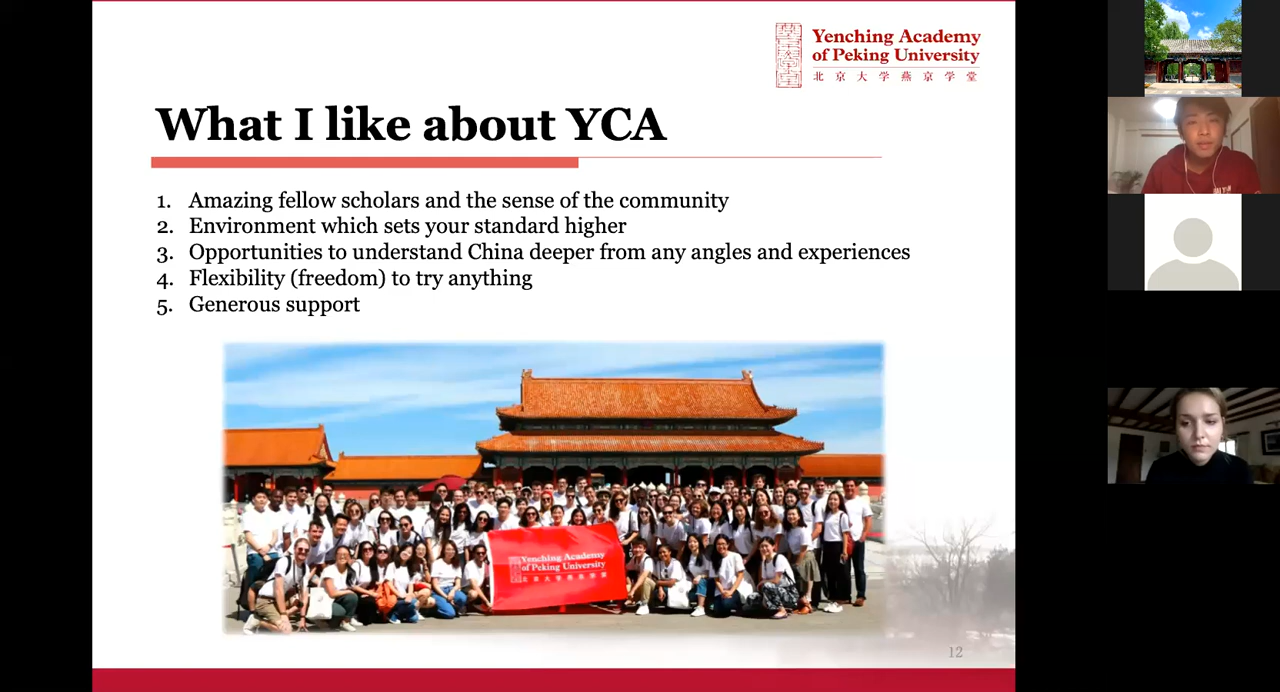 Yenching Academy
of Peking University
北京大学燕京学堂
What I like about YCA
1. Amazing fellow scholars and the sense of the community
2. Environment which sets your standard higher
3. Opportunities to understand China deeper from any angles and experiences
4. Flexibility (freedom) to try anything
5. Generous support
Yenching Academy
of Peking University
北京大学燕京学堂
12